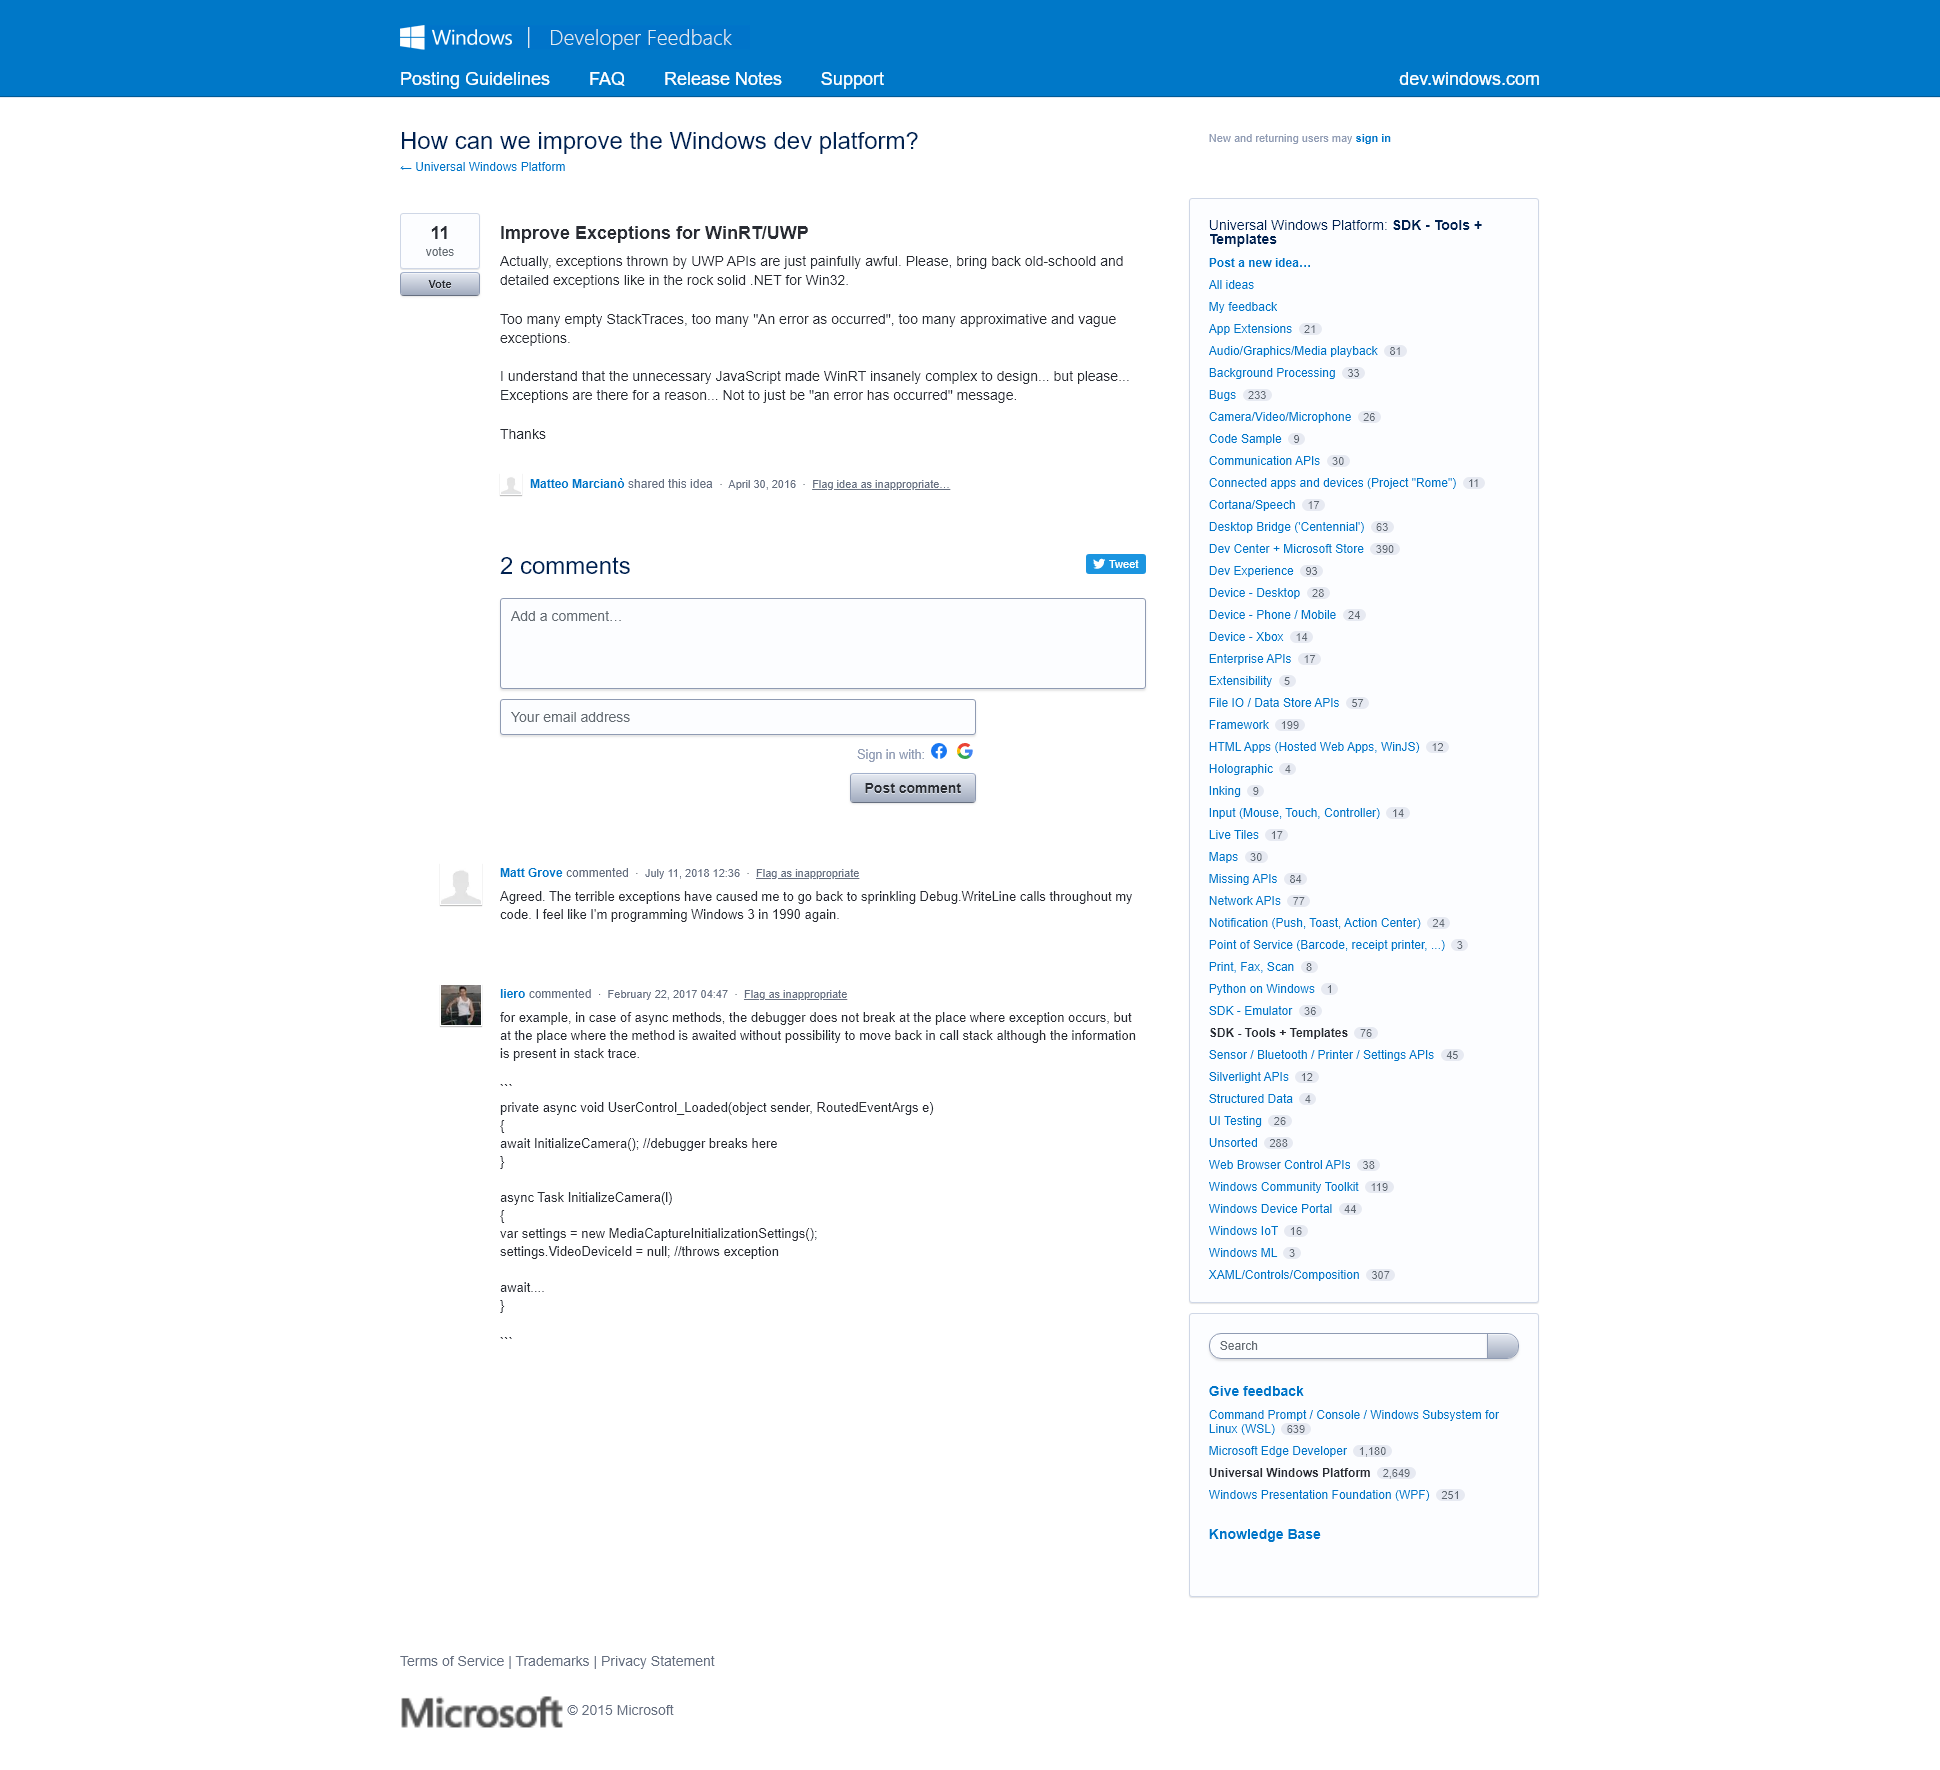 Windows | Developer Feedback
Posting Guidelines FAQ Release Notes Support dev.windows.com
How can we improve the Windows dev platform?
← Universal Windows Platform
New and returning users may sign in
11
votes
Vote
Improve Exceptions for WinRT/UWP
Actually, exceptions thrown by UWP APIs are just painfully awful. Please, bring back old-schoold and
detailed exceptions like in the rock solid .NET for Win32.
Too many empty StackTraces, too many "An error as occurred", too many approximative and vague
exceptions.
I understand that the unnecessary JavaScript made WinRT insanely complex to design... but please...
Exceptions are there for a reason... Not to just be "an error has occurred" message.
Thanks
Matteo Marcianò shared this idea · April 30, 2016 · Flag idea as inappropriate…
2 comments
Tweet
Add a comment…
Your email address
Sign in with:
Post comment
Matt Grove commented · July 11, 2018 12:36 · Flag as inappropriate
Agreed. The terrible exceptions have caused me to go back to sprinkling Debug.WriteLine calls throughout my
code. I feel like I'm programming Windows 3 in 1990 again.
liero commented · February 22, 2017 04:47 · Flag as inappropriate
for example, in case of async methods, the debugger does not break at the place where exception occurs, but
at the place where the method is awaited without possibility to move back in call stack although the information
is present in stack trace.
```
private async void UserControl_Loaded(object sender, RoutedEventArgs e)
{
await InitializeCamera(); //debugger breaks here
}
async Task InitializeCamera(I)
{
var settings = new MediaCaptureInitializationSettings();
settings.VideoDeviceId = null; //throws exception
await....
}
```
Universal Windows Platform: SDK - Tools +
Templates
Post a new idea…
All ideas
My feedback
App Extensions 21
Audio/Graphics/Media playback 81
Background Processing 33
Bugs 233
Camera/Video/Microphone 26
Code Sample 9
Communication APIs 30
Connected apps and devices (Project "Rome") 11
Cortana/Speech 17
Desktop Bridge ('Centennial') 63
Dev Center + Microsoft Store 390
Dev Experience 93
Device - Desktop 28
Device - Phone / Mobile 24
Device - Xbox 14
Enterprise APIs 17
Extensibility 5
File IO / Data Store APIs 57
Framework 199
HTML Apps (Hosted Web Apps, WinJS) 12
Holographic 4
Inking 9
Input (Mouse, Touch, Controller) 14
Live Tiles 17
Maps 30
Missing APIs 84
Network APIs 77
Notification (Push, Toast, Action Center) 24
Point of Service (Barcode, receipt printer, ...) 3
Print, Fax, Scan 8
Python on Windows 1
SDK - Emulator 36
SDK - Tools + Templates 76
Sensor / Bluetooth / Printer / Settings APIs 45
Silverlight APIs 12
Structured Data 4
UI Testing 26
Unsorted 288
Web Browser Control APIs 38
Windows Community Toolkit 119
Windows Device Portal 44
Windows IoT 16
Windows ML 3
XAML/Controls/Composition 307
Search
Give feedback
Command Prompt / Console / Windows Subsystem for
Linux (WSL) 639
Microsoft Edge Developer 1,180
Universal Windows Platform 2,649
Windows Presentation Foundation (WPF) 251
Knowledge Base
Terms of Service | Trademarks | Privacy Statement
Microsoft © 2015 Microsoft